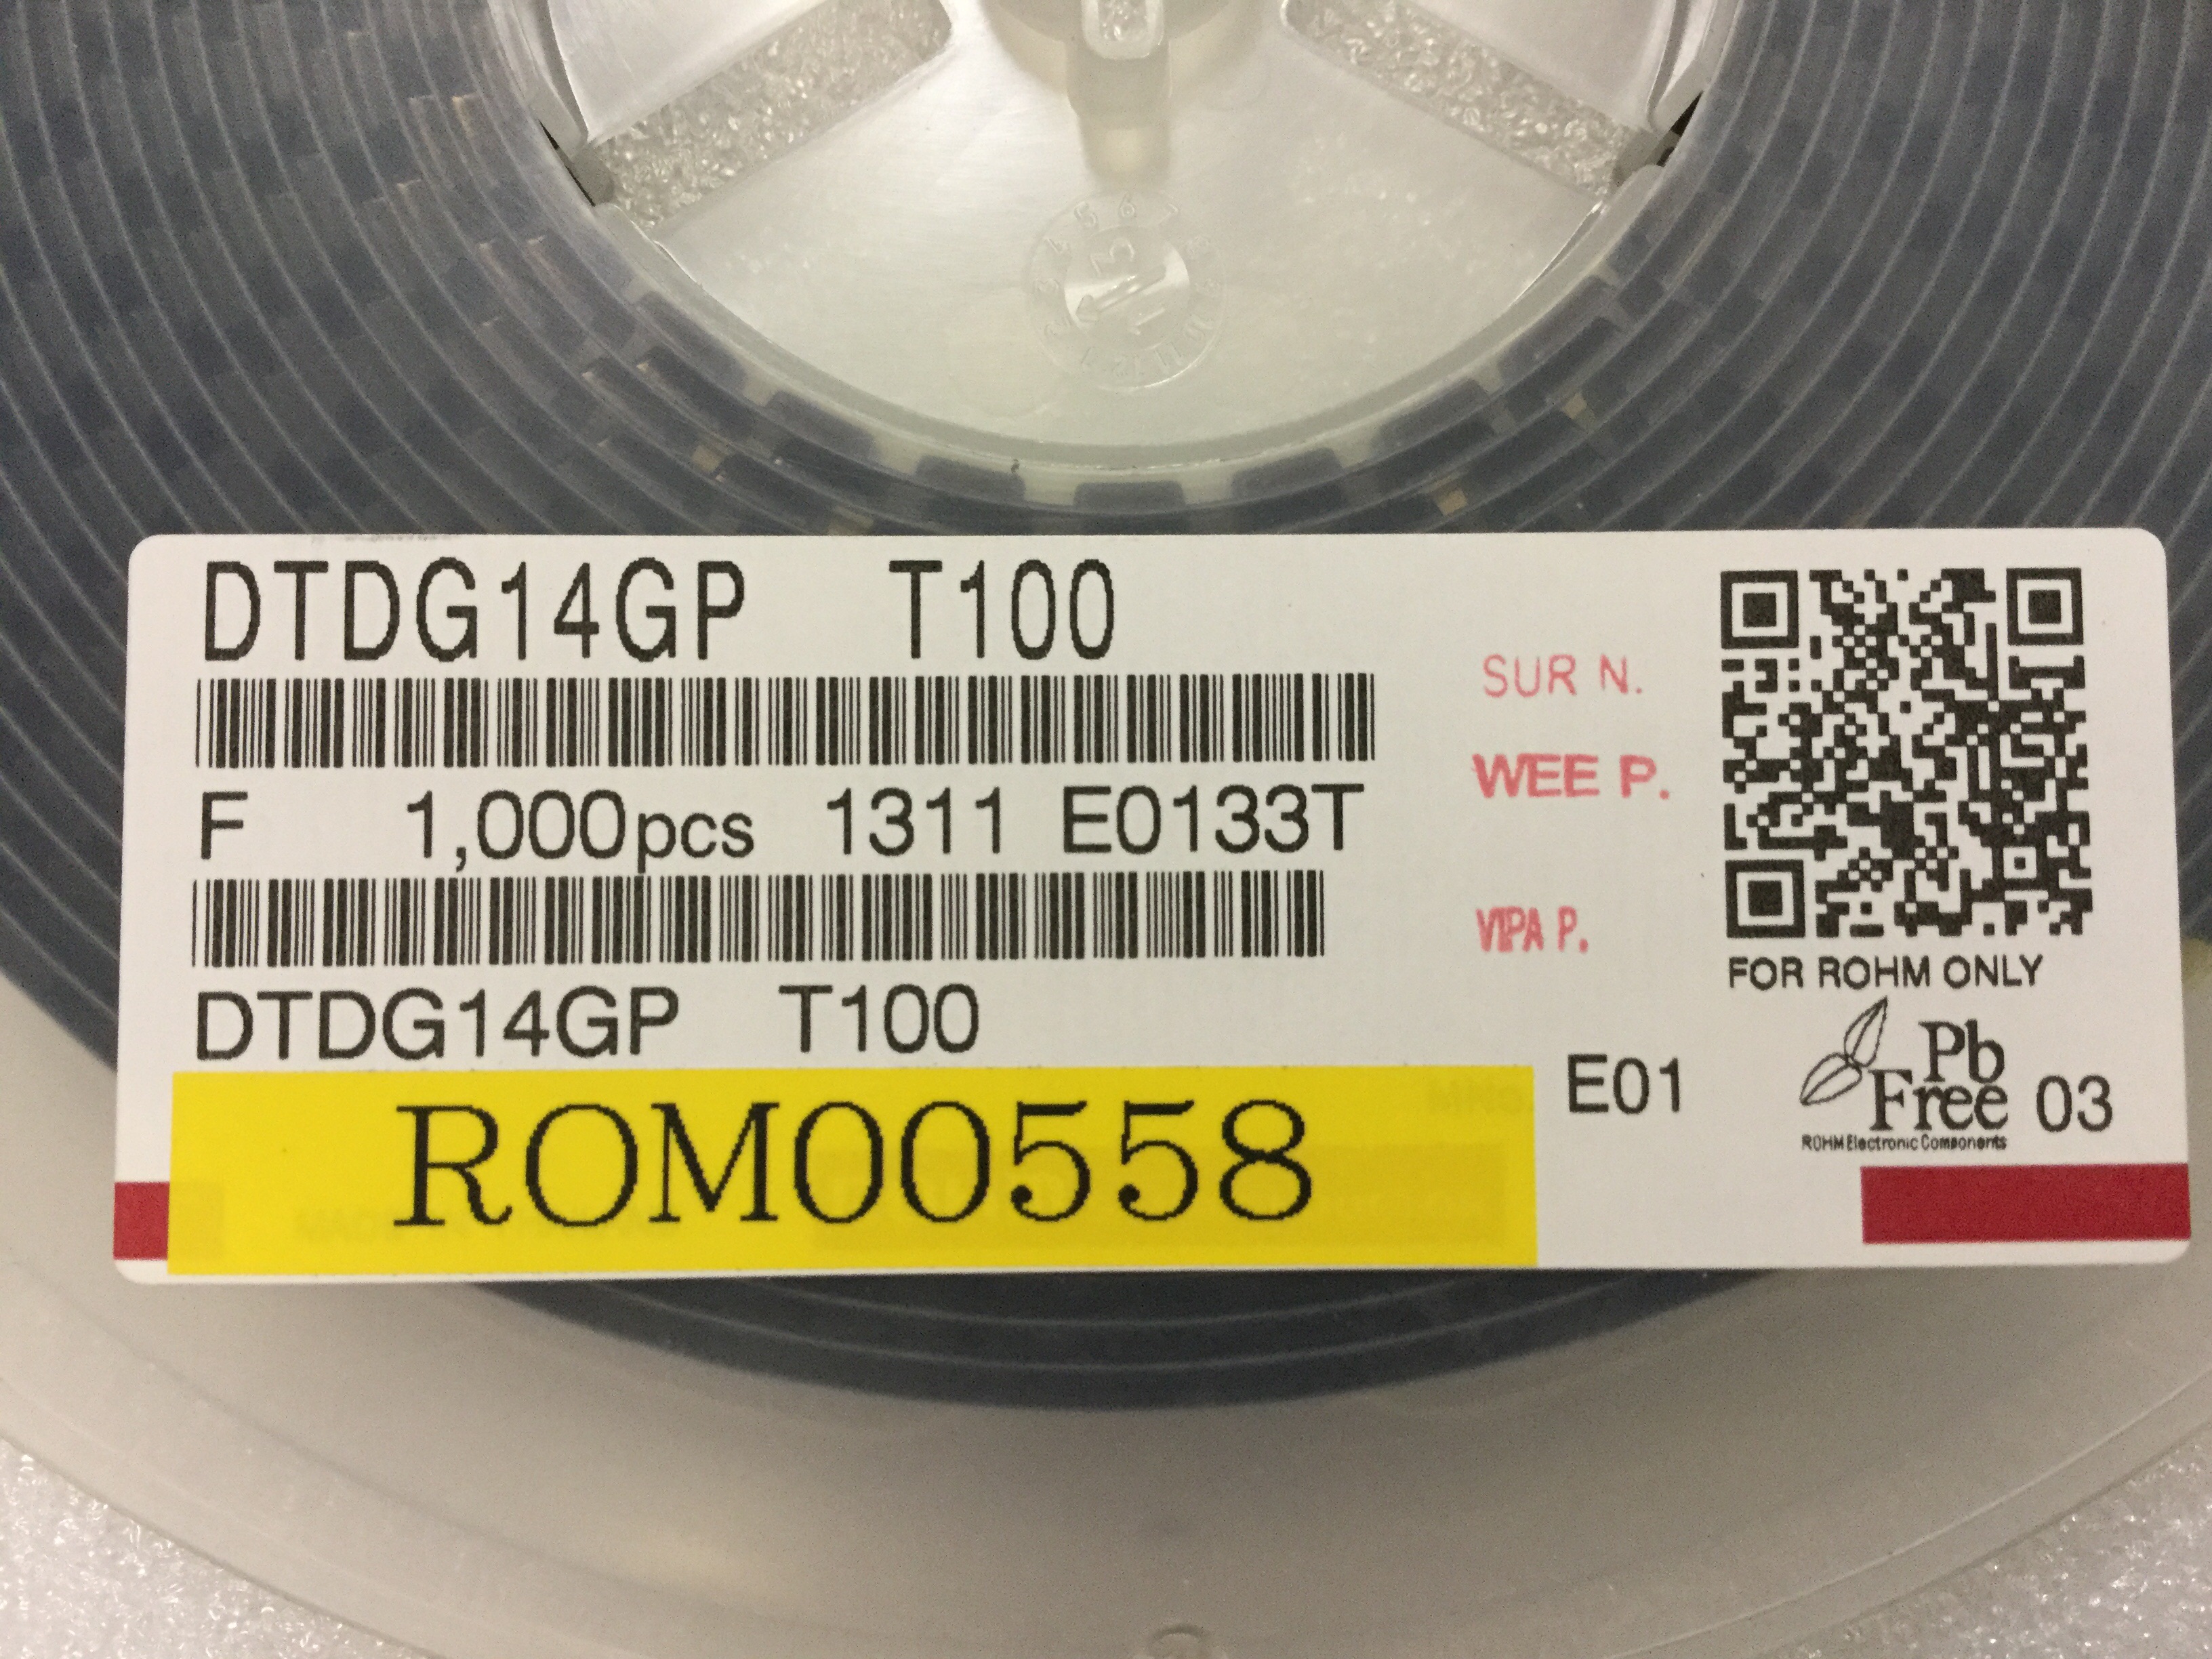 DTDG14GP T100
SUR N.
WEE P.
F 1,000pcs 1311 E0133T
VIPA P.
FOR ROHM ONLY
DTDG14GP T100
E01
Pb
Free 03
ROHM Electronic Components
ROM00558